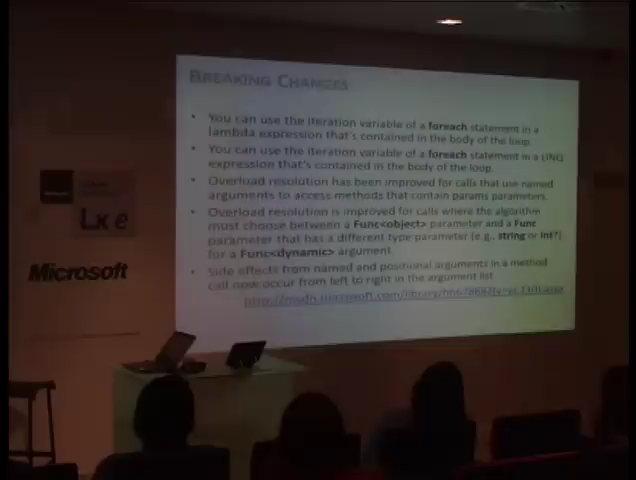 BREAKING CHANGES
• You can use the iteration variable of a foreach statement in a
lambda expression that's contained in the body of the loop.
• You can use the iteration variable of a foreach statement in a LINQ
expression that's contained in the body of the loop.
• Overload resolution has been improved for calls that use named
arguments to access methods that contain params parameters.
• Overload resolution is improved for calls where the algorithm
must choose between a Func<object> parameter and a Func
parameter that has a different type parameter (e.g., string or int?)
for a Func<dynamic> argument.
• Side effects from named and positional arguments in a method
call now occur from left to right in the argument list.
Lx e
Microsoft